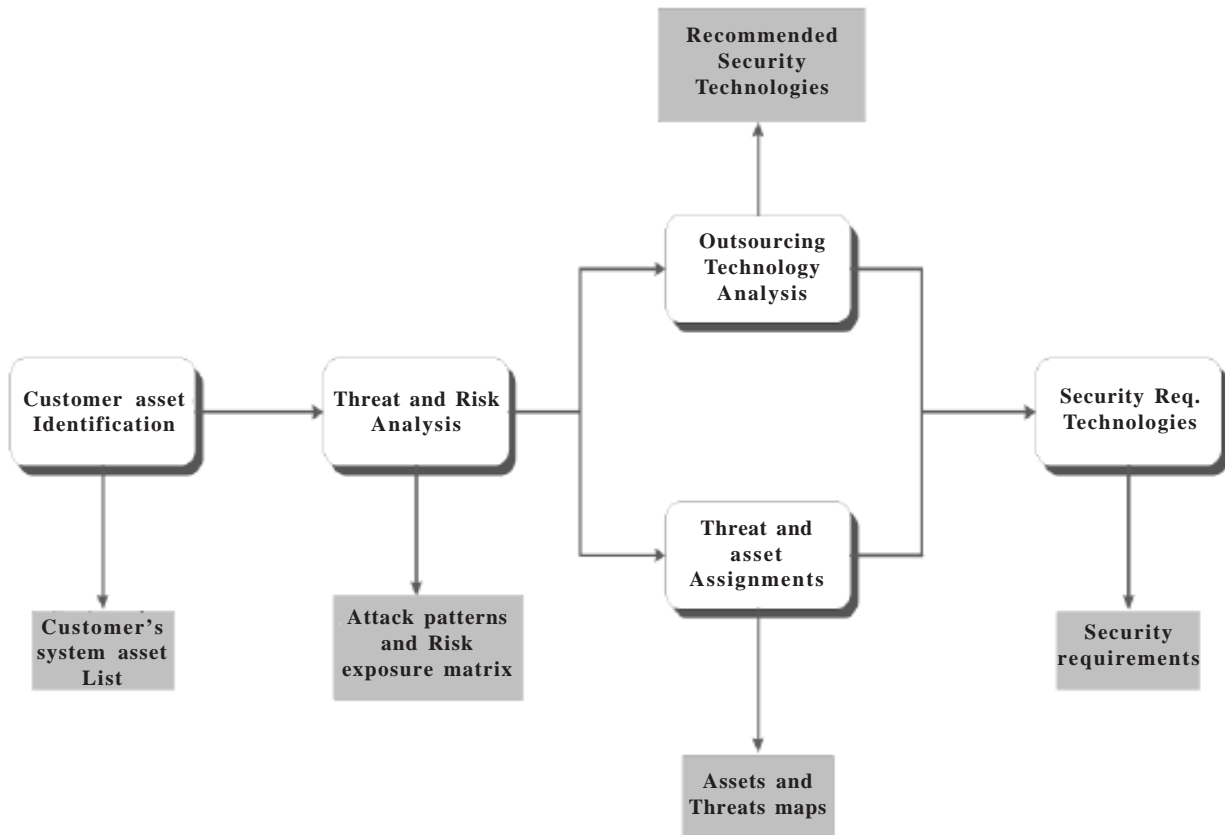 Recommended
Security
Technologies
Outsourcing
Technology
Analysis
Customer asset
Identification
Threat and Risk
Analysis
Security Req.
Technologies
Threat and
asset
Assignments
Customer's
system asset
List
Attack patterns
and Risk
exposure matrix
Security
requirements
Assets and
Threats maps